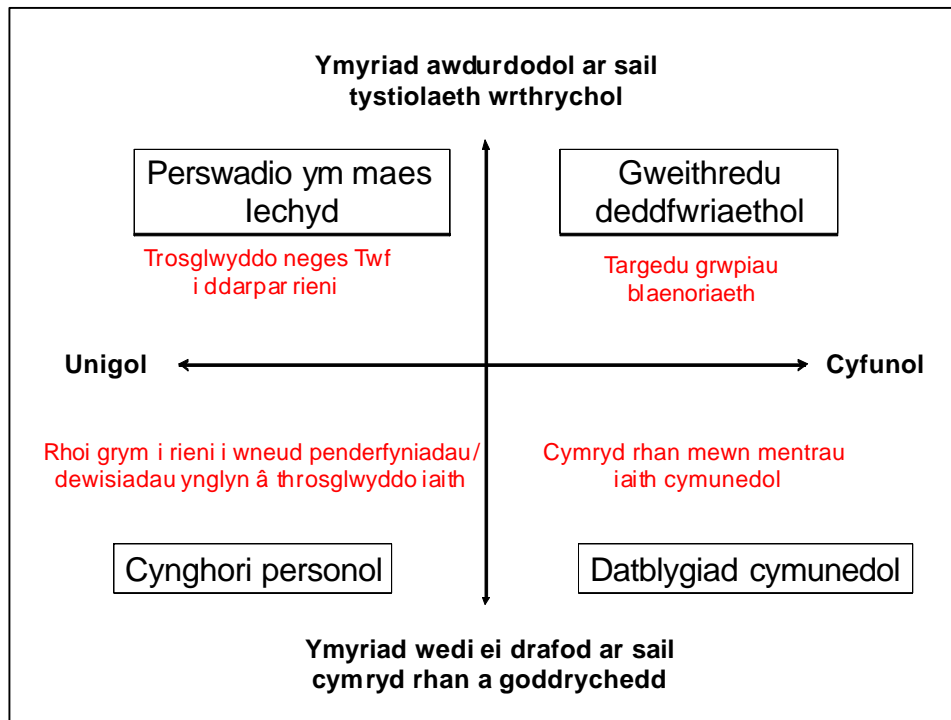 Ymyriad awdurdodol ar sail
tystiolaeth wrthrychol
Perswadio ym maes
Iechyd
Gweithredu
deddfwriaethol
Trosglwyddo neges Twf
i ddarpar rieni
Targedu grwpiau
blaenoriaeth
Unigol
Cyfunol
Rhoi grym i rieni i wneud penderfyniadau/
dewisiadau ynglyn â throsglwyddo iaith
Cymryd rhan mewn mentrau
iaith cymunedol
Cynghori personol
Datblygiad cymunedol
Ymyriad wedi ei drafod ar sail
cymryd rhan a goddrychedd